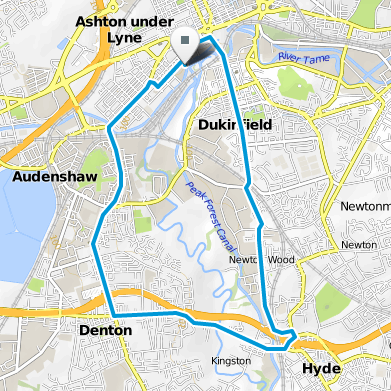 Ashton under
Lyne
River Tame
Dukinfield
Audenshaw
Peak Forest Canal
Newtonm
Newton
Newton Wood
Denton
Kingston
Hyde